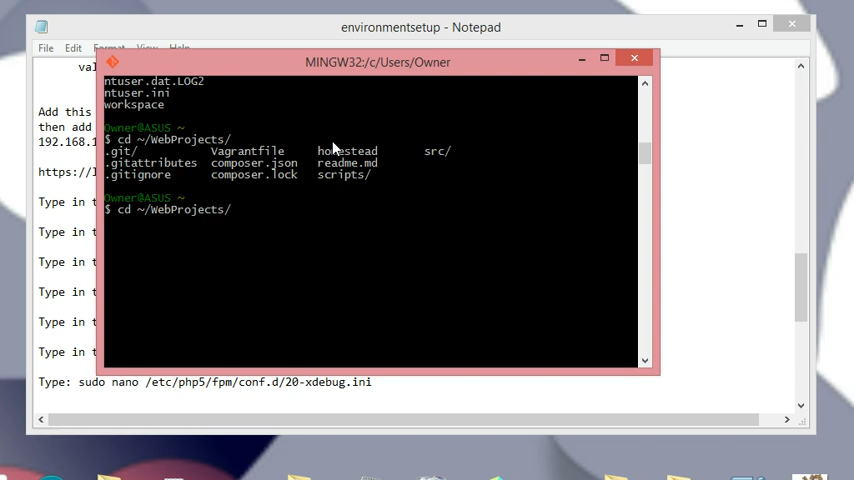 environmentsetup - Notepad
File Edit Format View Help
MINGW32:/c/Users/Owner
val
ntuser.dat.LOG2
ntuser.ini
workspace
Add this
then add
192.168.1
Owner@ASUS ~
$ cd ~/WebProjects/
.git/ Vagrantfile homestead src/
.gitattributes composer.json readme.md
.gitignore composer.lock scripts/
https://l
Type in t
Owner@ASUS ~
$ cd ~/WebProjects/
Type in t
Type in t
Type in t
Type in t
Type in t
Type: sudo nano /etc/php5/fpm/conf.d/20-xdebug.ini